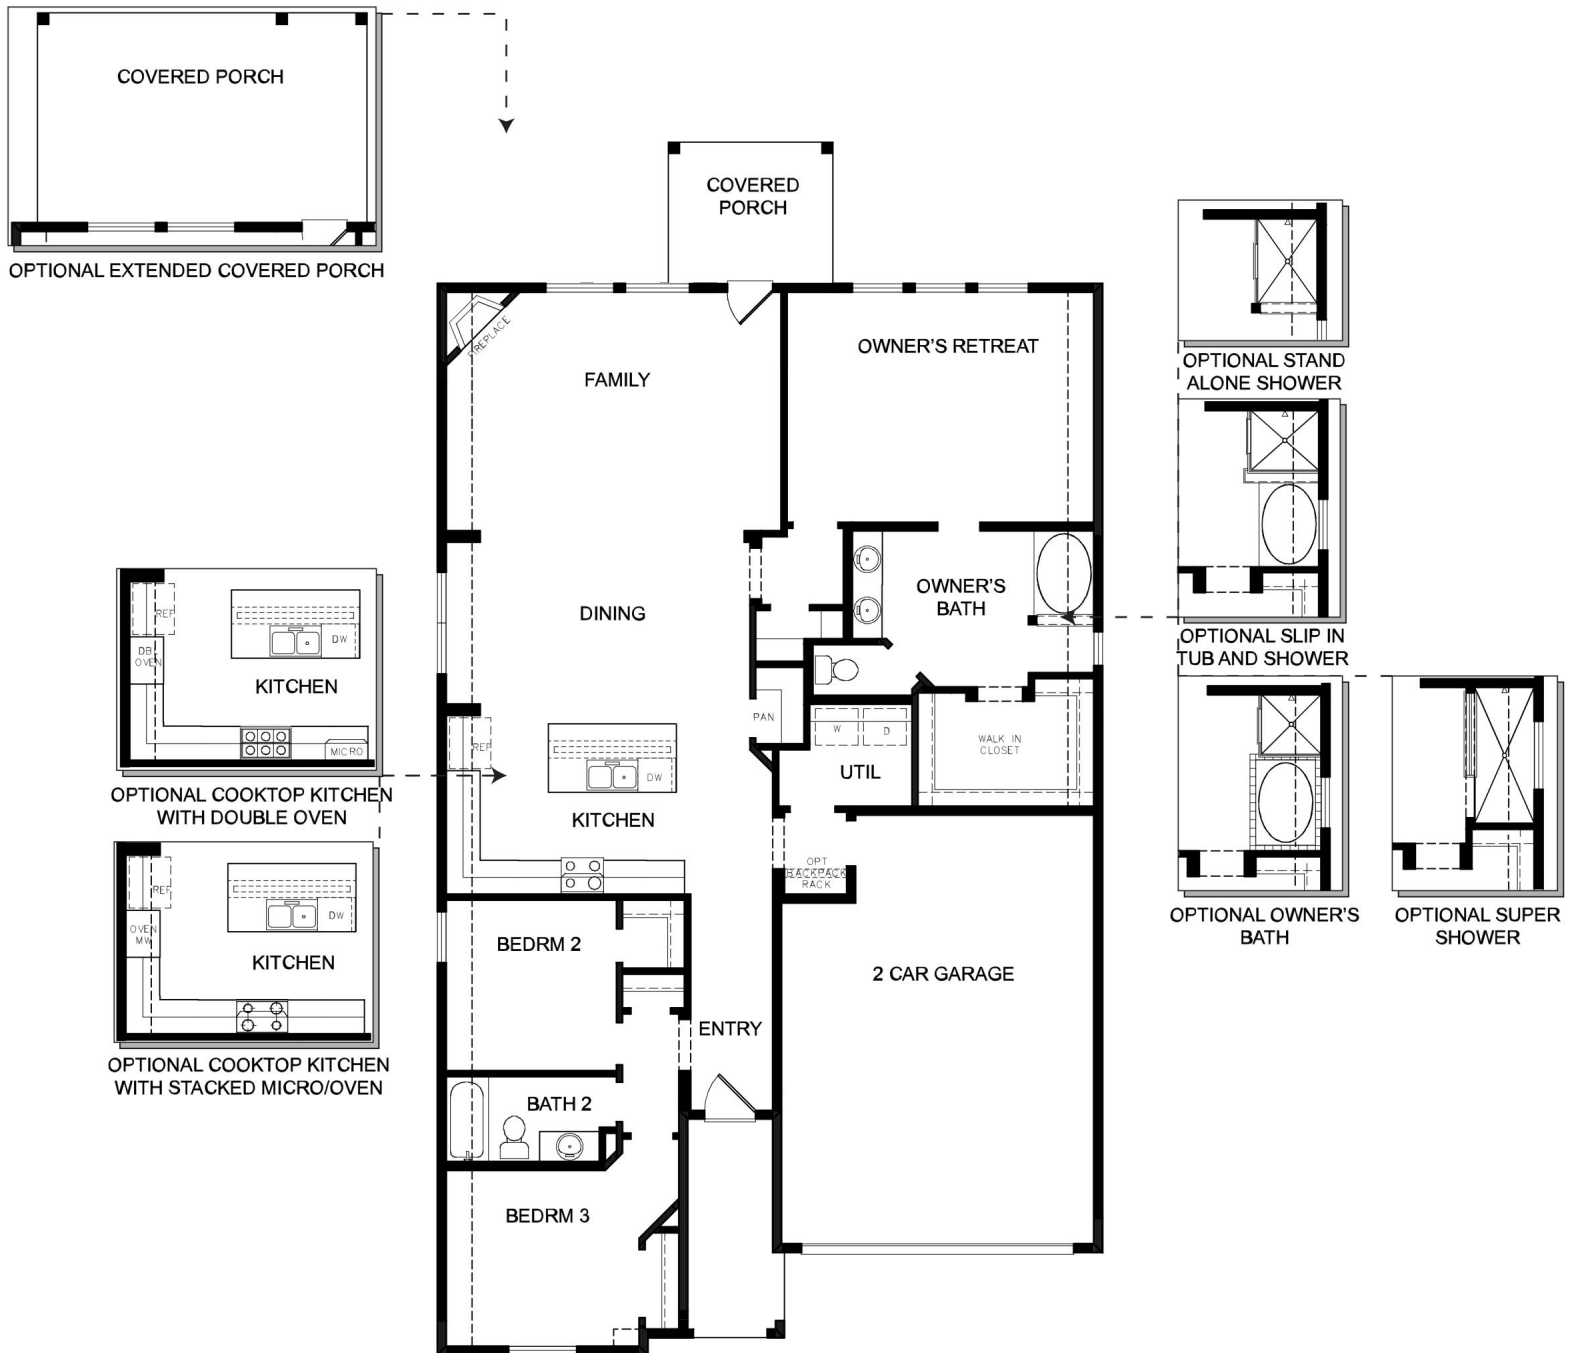 COVERED PORCH
OPTIONAL EXTENDED COVERED PORCH
COVERED
PORCH
FIREPLACE
FAMILY
OWNER'S RETREAT
DINING
OWNER'S
BATH
PAN
W
D
WALK IN
CLOSET
UTIL
REF
DW
KITCHEN
OPT
BACKPACK
RACK
BEDRM 2
2 CAR GARAGE
ENTRY
BATH 2
BEDRM 3
REF
DBL
OVEN
DW
KITCHEN
MICRO
OPTIONAL COOKTOP KITCHEN
WITH DOUBLE OVEN
REF
OVEN
MW
DW
KITCHEN
OPTIONAL COOKTOP KITCHEN
WITH STACKED MICRO/OVEN
OPTIONAL STAND
ALONE SHOWER
OPTIONAL SLIP IN
TUB AND SHOWER
OPTIONAL OWNER'S
BATH
OPTIONAL SUPER
SHOWER